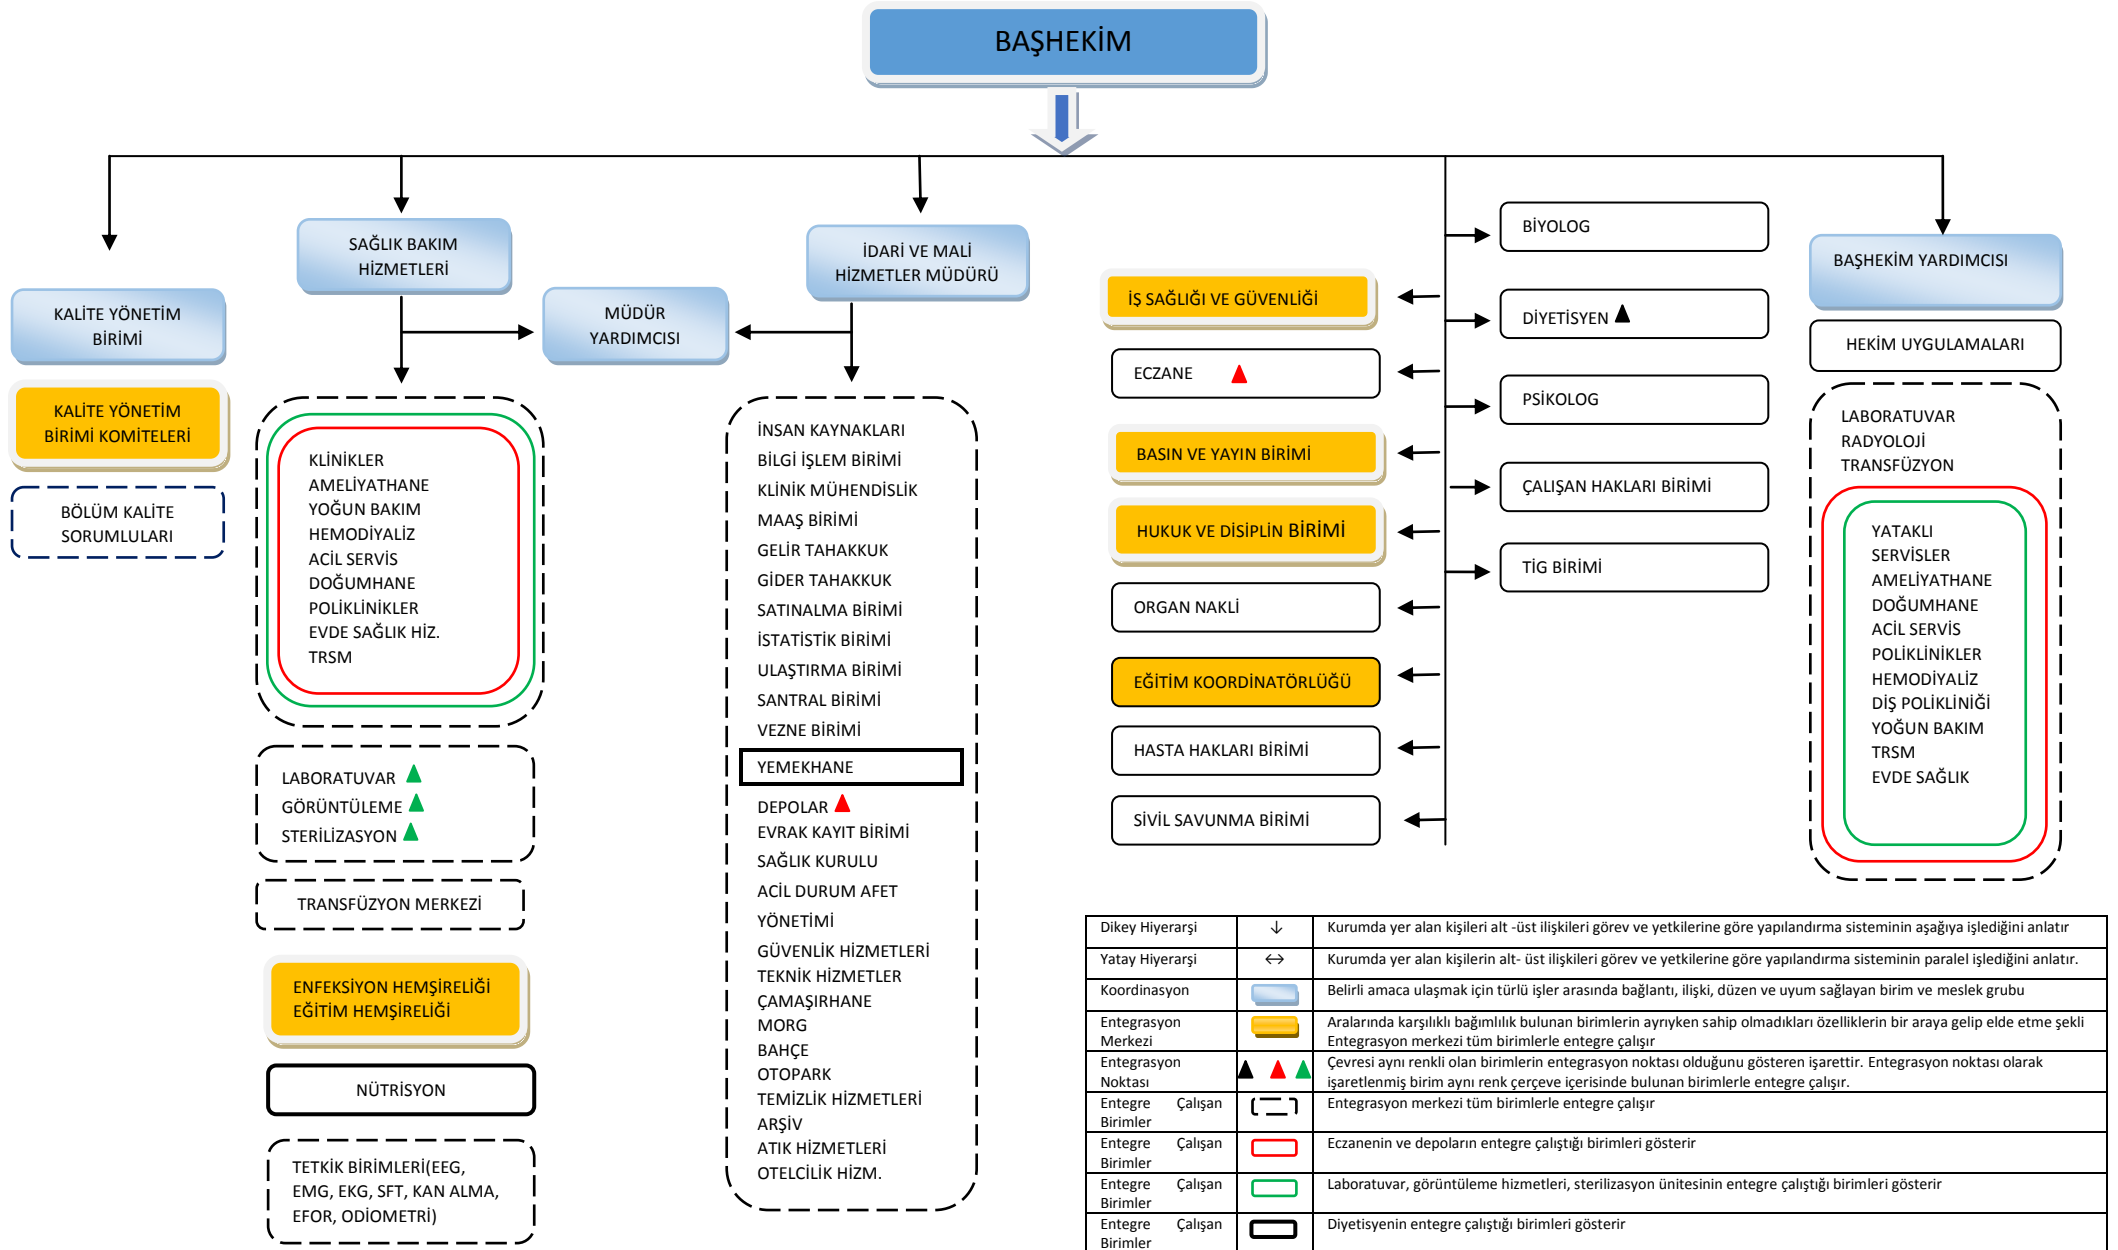 BAŞHEKİM
KALİTE YÖNETİM
BİRİMİ
KALİTE YÖNETİM
BİRİMİ KOMİTELERİ
BÖLÜM KALİTE
SORUMLULARI
SAĞLIK BAKIM
HİZMETLERİ
KLİNİKLER
AMELİYATHANE
YOĞUN BAKIM
HEMODİYALİZ
ACİL SERVİS
DOĞUMHANE
POLİKLİNİKLER
EVDE SAĞLIK HİZ.
TRSM
LABORATUVAR
GÖRÜNTÜLEME
STERİLİZASYON
TRANSFÜZYON MERKEZİ
ENFEKSİYON HEMŞİRELİĞİ
EĞİTİM HEMŞİRELİĞİ
NÜTRİSYON
TETKİK BİRİMLERİ(EEG,
EMG, EKG, SFT, KAN ALMA,
EFOR, ODİOMETRİ)
MÜDÜR
YARDIMCISI
İDARİ VE MALİ
HİZMETLER MÜDÜRÜ
İNSAN KAYNAKLARI
BİLGİ İŞLEM BİRİMİ
KLİNİK MÜHENDİSLİK
MAAŞ BİRİMİ
GELİR TAHAKKUK
GİDER TAHAKKUK
SATINALMA BİRİMİ
İSTATİSTİK BİRİMİ
ULAŞTIRMA BİRİMİ
SANTRAL BİRİMİ
VEZNE BİRİMİ
YEMEKHANE
DEPOLAR
EVRAK KAYIT BİRİMİ
SAĞLIK KURULU
ACİL DURUM AFET
YÖNETİMİ
GÜVENLİK HİZMETLERİ
TEKNİK HİZMETLER
ÇAMAŞIRHANE
MORG
BAHÇE
OTOPARK
TEMİZLİK HİZMETLERİ
ARŞİV
ATIK HİZMETLERİ
OTELCİLİK HİZM.
İŞ SAĞLIĞI VE GÜVENLİĞİ
ECZANE
BASIN VE YAYIN BİRİMİ
HUKUK VE DİSİPLİN BİRİMİ
ORGAN NAKLİ
EĞİTİM KOORDİNATÖRLÜĞÜ
HASTA HAKLARI BİRİMİ
SİVİL SAVUNMA BİRİMİ
BİYOLOG
DİYETİSYEN
PSİKOLOG
ÇALIŞAN HAKLARI BİRİMİ
TİG BİRİMİ
BAŞHEKİM YARDIMCISI
HEKİM UYGULAMALARI
LABORATUVAR
RADYOLOJİ
TRANSFÜZYON
YATAKLI
SERVİSLER
AMELİYATHANE
DOĞUMHANE
ACİL SERVİS
POLİKLİNİKLER
HEMODİYALİZ
DİŞ POLİKLİNİĞİ
YOĞUN BAKIM
TRSM
EVDE SAĞLIK
Dikey Hiyerarşi ↓ Kurumda yer alan kişileri alt -üst ilişkileri görev ve yetkilerine göre yapılandırma sisteminin aşağıya işlediğini anlatır
Yatay Hiyerarşi ↔ Kurumda yer alan kişilerin alt- üst ilişkileri görev ve yetkilerine göre yapılandırma sisteminin paralel işlediğini anlatır.
Koordinasyon Belirli amaca ulaşmak için türlü işler arasında bağlantı, ilişki, düzen ve uyum sağlayan birim ve meslek grubu
Entegrasyon Aralarında karşılıklı bağımlılık bulunan birimlerin ayrıyken sahip olmadıkları özelliklerin bir araya gelip elde etme şekli
Merkezi Entegrasyon merkezi tüm birimlerle entegre çalışır
Entegrasyon Çevresi aynı renkli olan birimlerin entegrasyon noktası olduğunu gösteren işarettir. Entegrasyon noktası olarak
Noktası işaretlenmiş birim aynı renk çerçeve içerisinde bulunan birimlerle entegre çalışır.
Entegre Çalışan Entegrasyon merkezi tüm birimlerle entegre çalışır
Birimler
Entegre Çalışan Eczanenin ve depoların entegre çalıştığı birimleri gösterir
Birimler
Entegre Çalışan Laboratuvar, görüntüleme hizmetleri, sterilizasyon ünitesinin entegre çalıştığı birimleri gösterir
Birimler
Entegre Çalışan Diyetisyenin entegre çalıştığı birimleri gösterir
Birimler